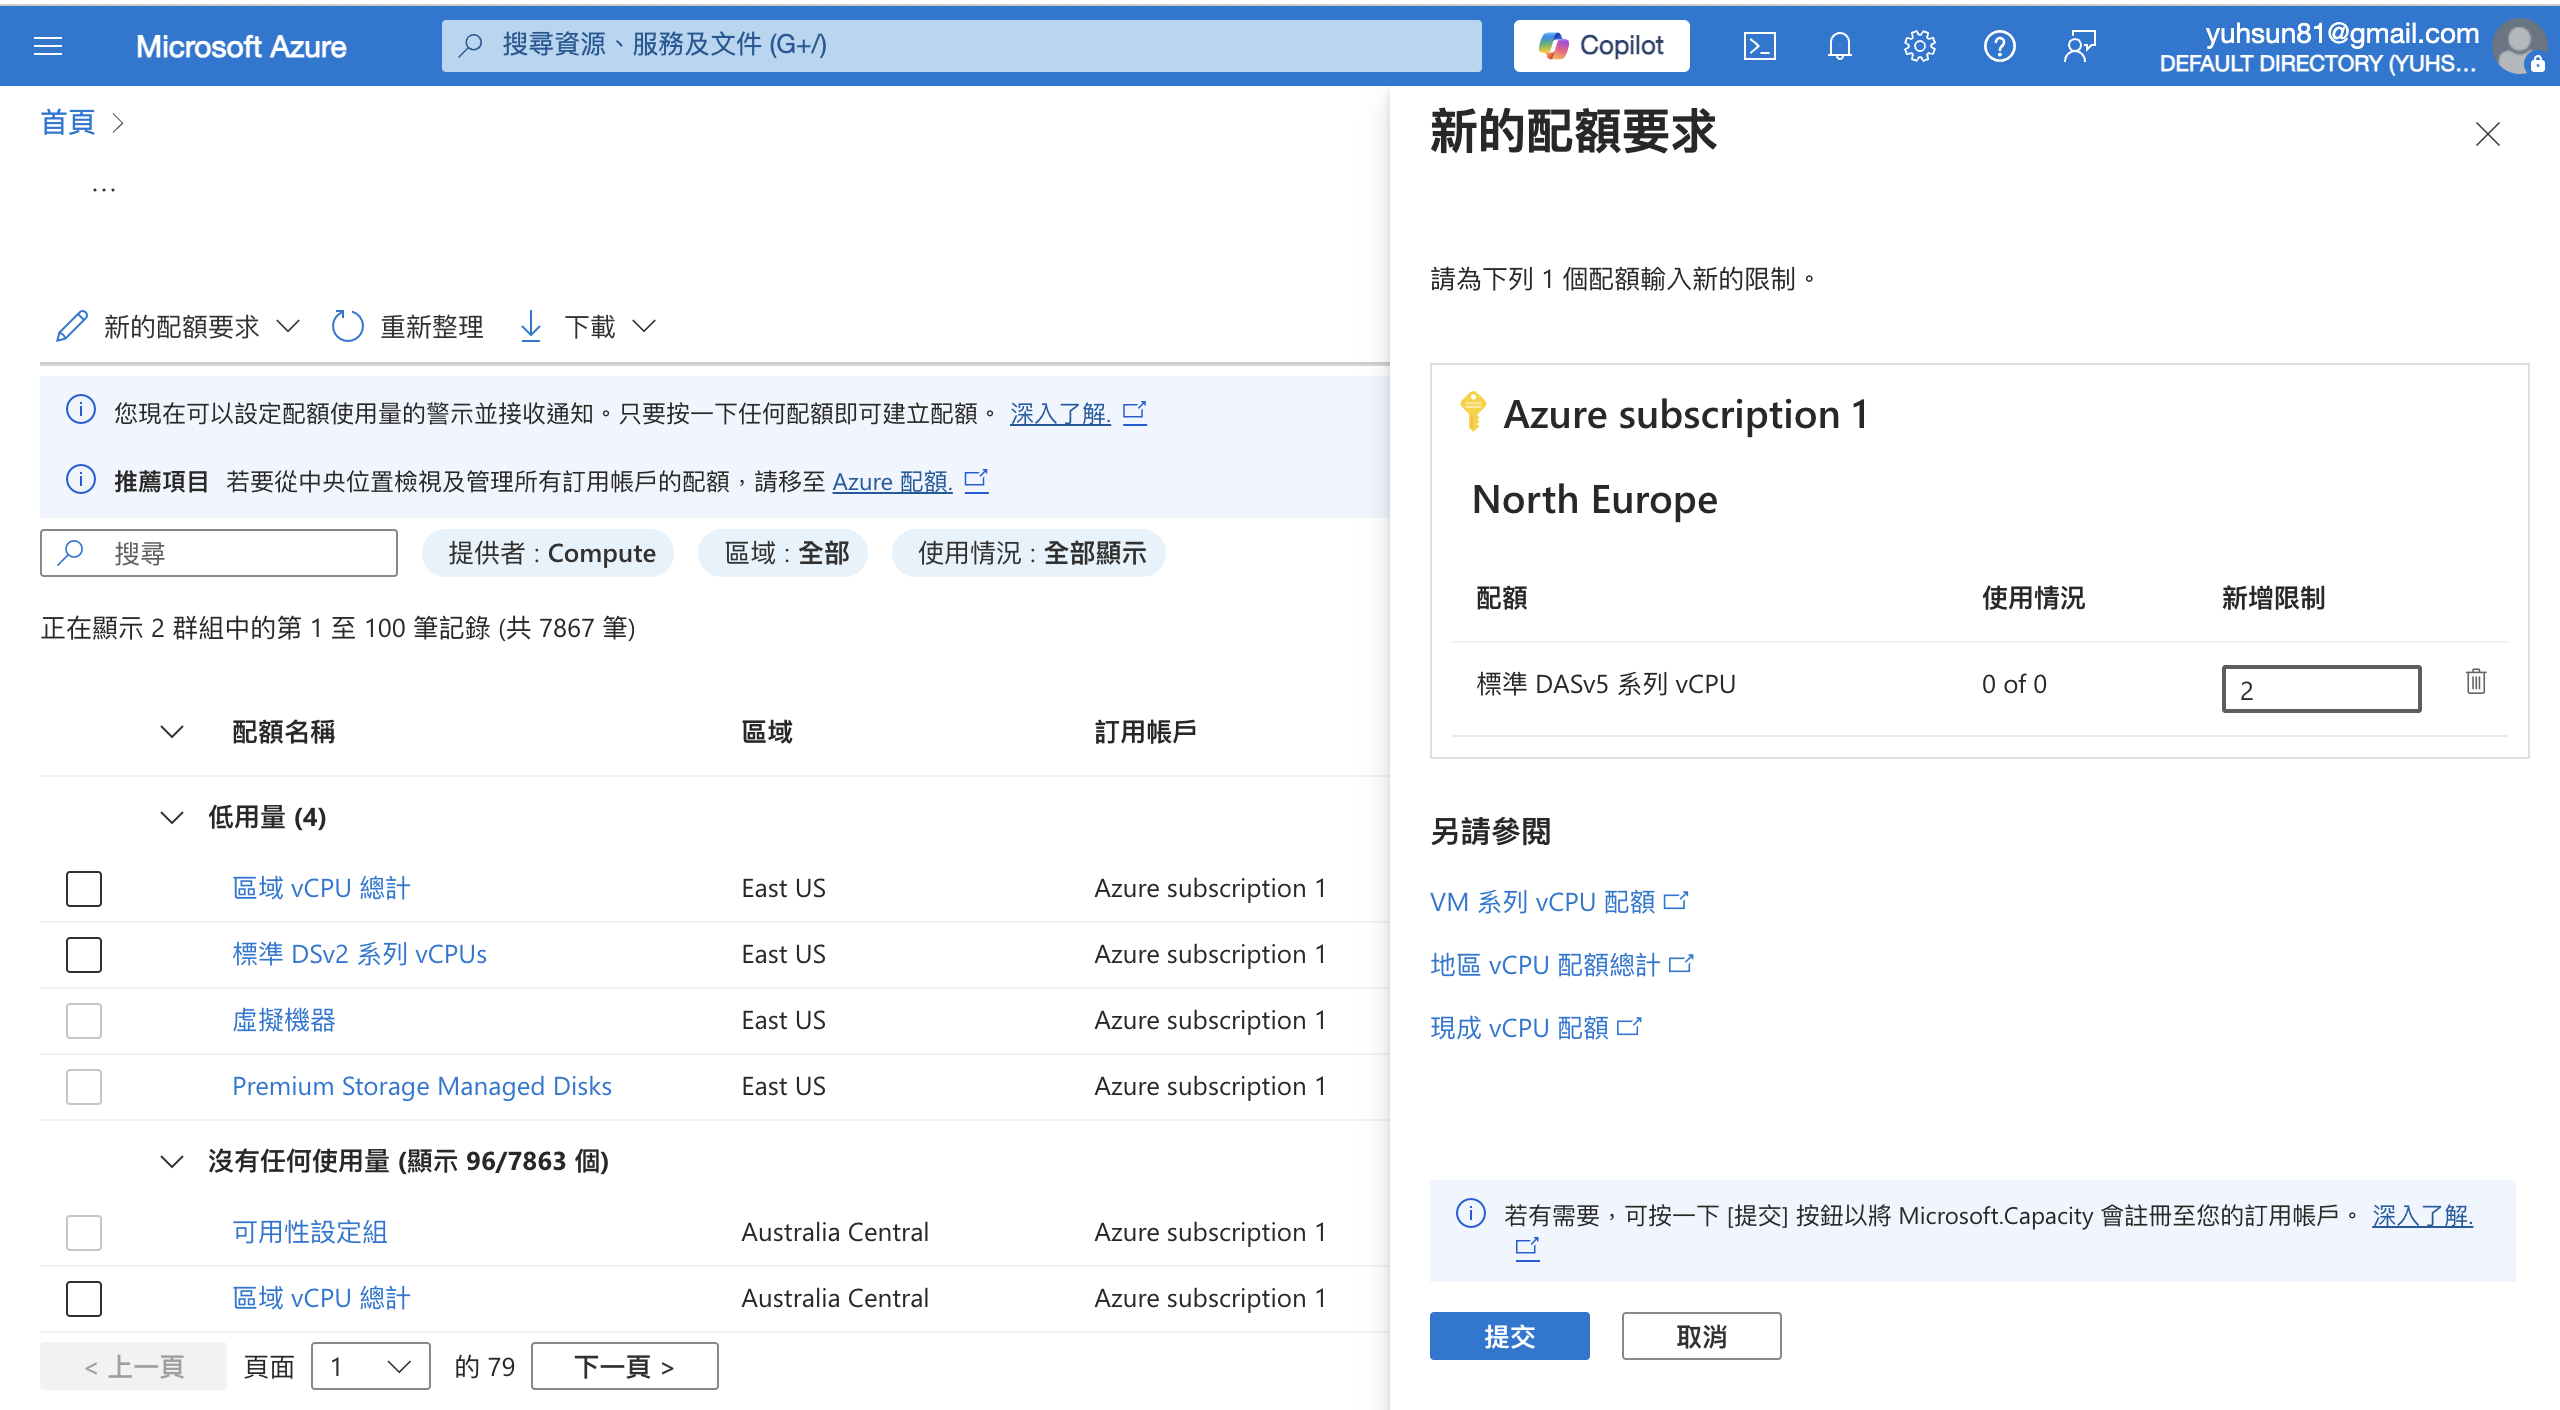 Microsoft Azure
搜尋資源、服務及文件 (G+/)
Copilot
yuhsun81@gmail.com
DEFAULT DIRECTORY (YUHS...
首頁
...
新的配額要求
重新整理
下載
您現在可以設定配額使用量的警示並接收通知。只要按一下任何配額即可建立配額。 深入了解.
推薦項目 若要從中央位置檢視及管理所有訂用帳戶的配額，請移至 Azure 配額.
搜尋
提供者 : Compute
區域 : 全部
使用情況 : 全部顯示
正在顯示 2 群組中的第 1 至 100 筆記錄 (共 7867 筆)
配額名稱 區域 訂用帳戶
低用量 (4)
區域 vCPU 總計 East US Azure subscription 1
標準 DSv2 系列 vCPUs East US Azure subscription 1
虛擬機器 East US Azure subscription 1
Premium Storage Managed Disks East US Azure subscription 1
沒有任何使用量 (顯示 96/7863 個)
可用性設定組 Australia Central Azure subscription 1
區域 vCPU 總計 Australia Central Azure subscription 1
< 上一頁 頁面 1 的 79 下一頁 >
新的配額要求
請為下列 1 個配額輸入新的限制。
Azure subscription 1
North Europe
配額 使用情況 新增限制
標準 DASv5 系列 vCPU 0 of 0 2
另請參閱
VM 系列 vCPU 配額
地區 vCPU 配額總計
現成 vCPU 配額
若有需要，可按一下 [提交] 按鈕以將 Microsoft.Capacity 會註冊至您的訂用帳戶。 深入了解.
提交 取消